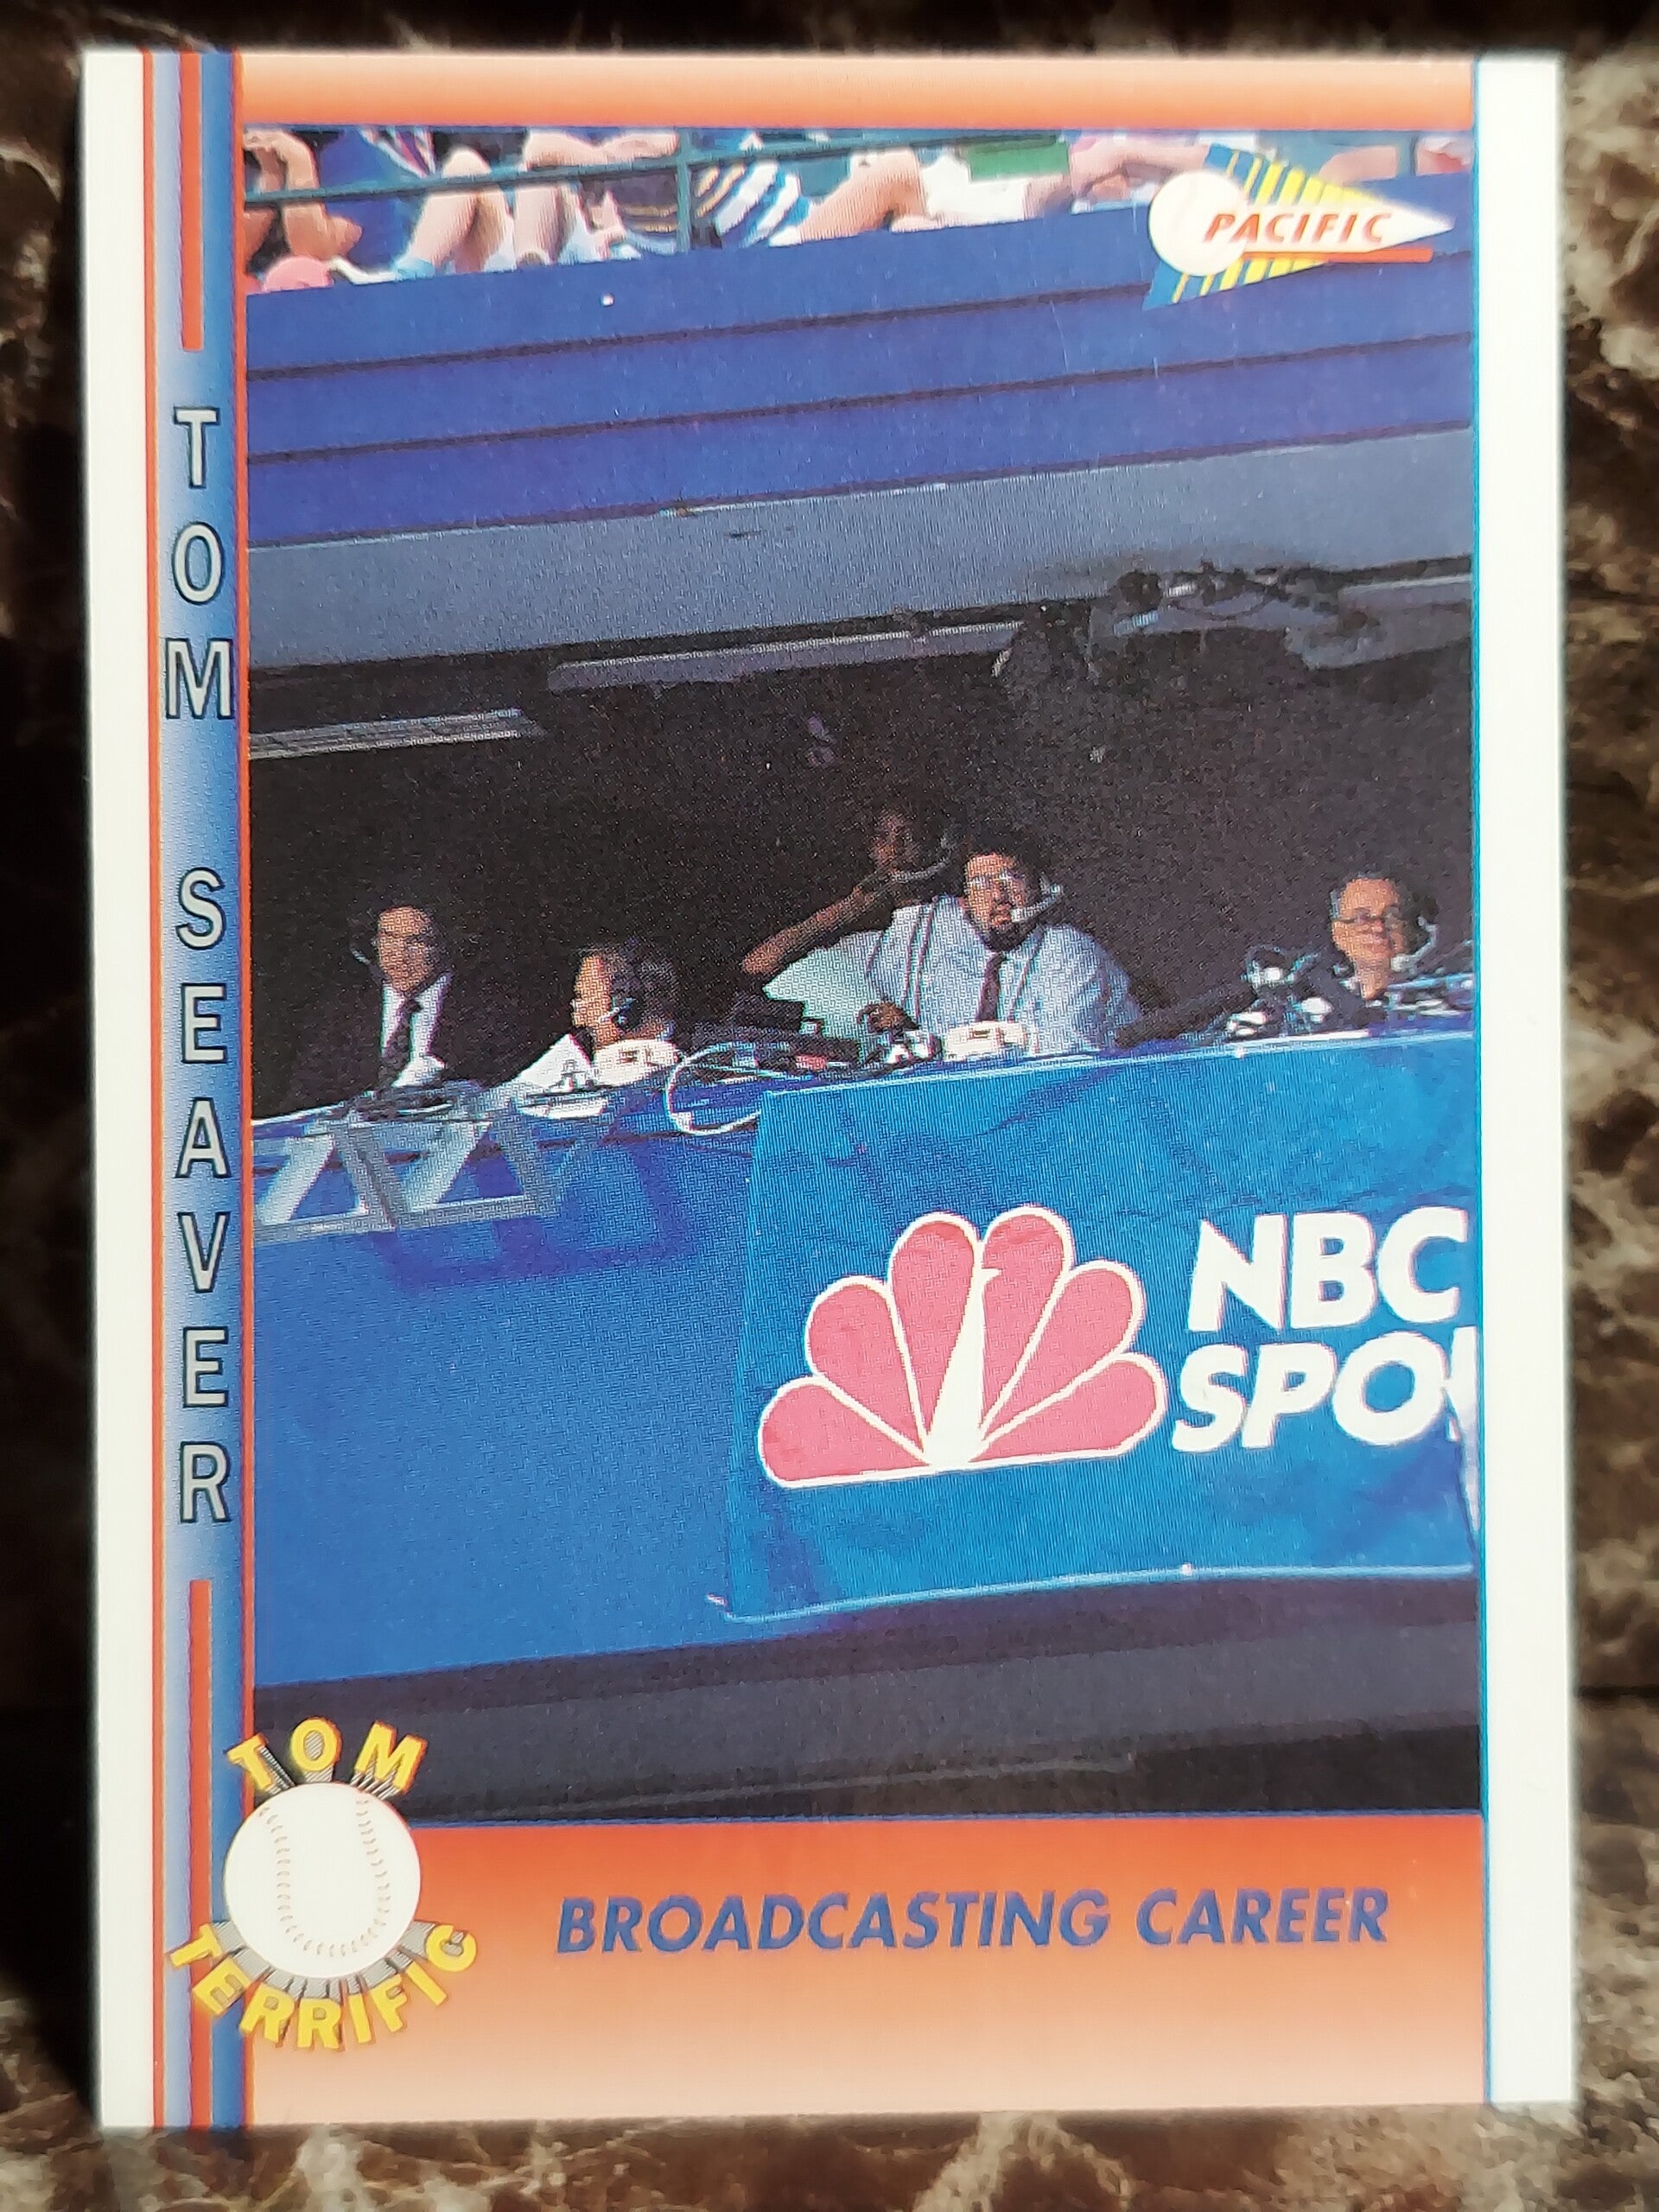 PACIFIC
TOM SEAVER
NBC
SPO
TOM
TERRIFIC
BROADCASTING CAREER